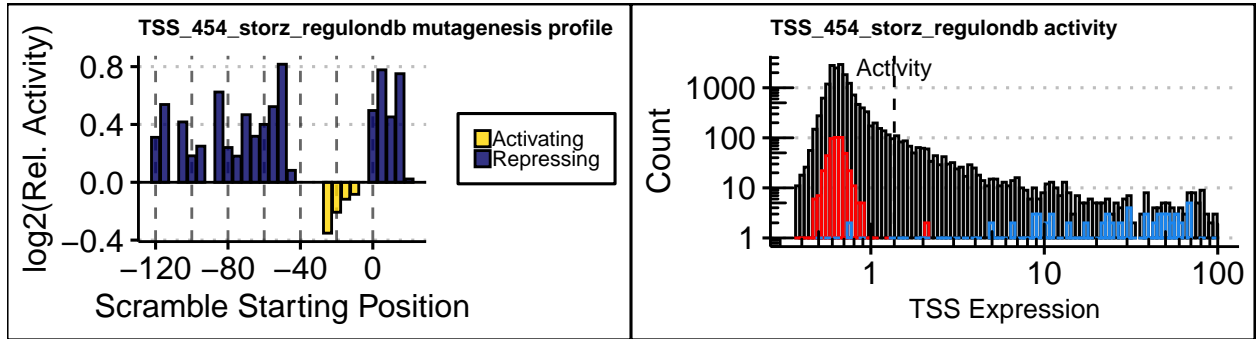 TSS_454_storz_regulondb mutagenesis profile
log2(Rel. Activity)
0.8
0.4
0.0
−0.4
−120
−80
−40
0
Scramble Starting Position
Activating
Repressing
TSS_454_storz_regulondb activity
Activity
Count
1000
100
10
1
1
10
100
TSS Expression